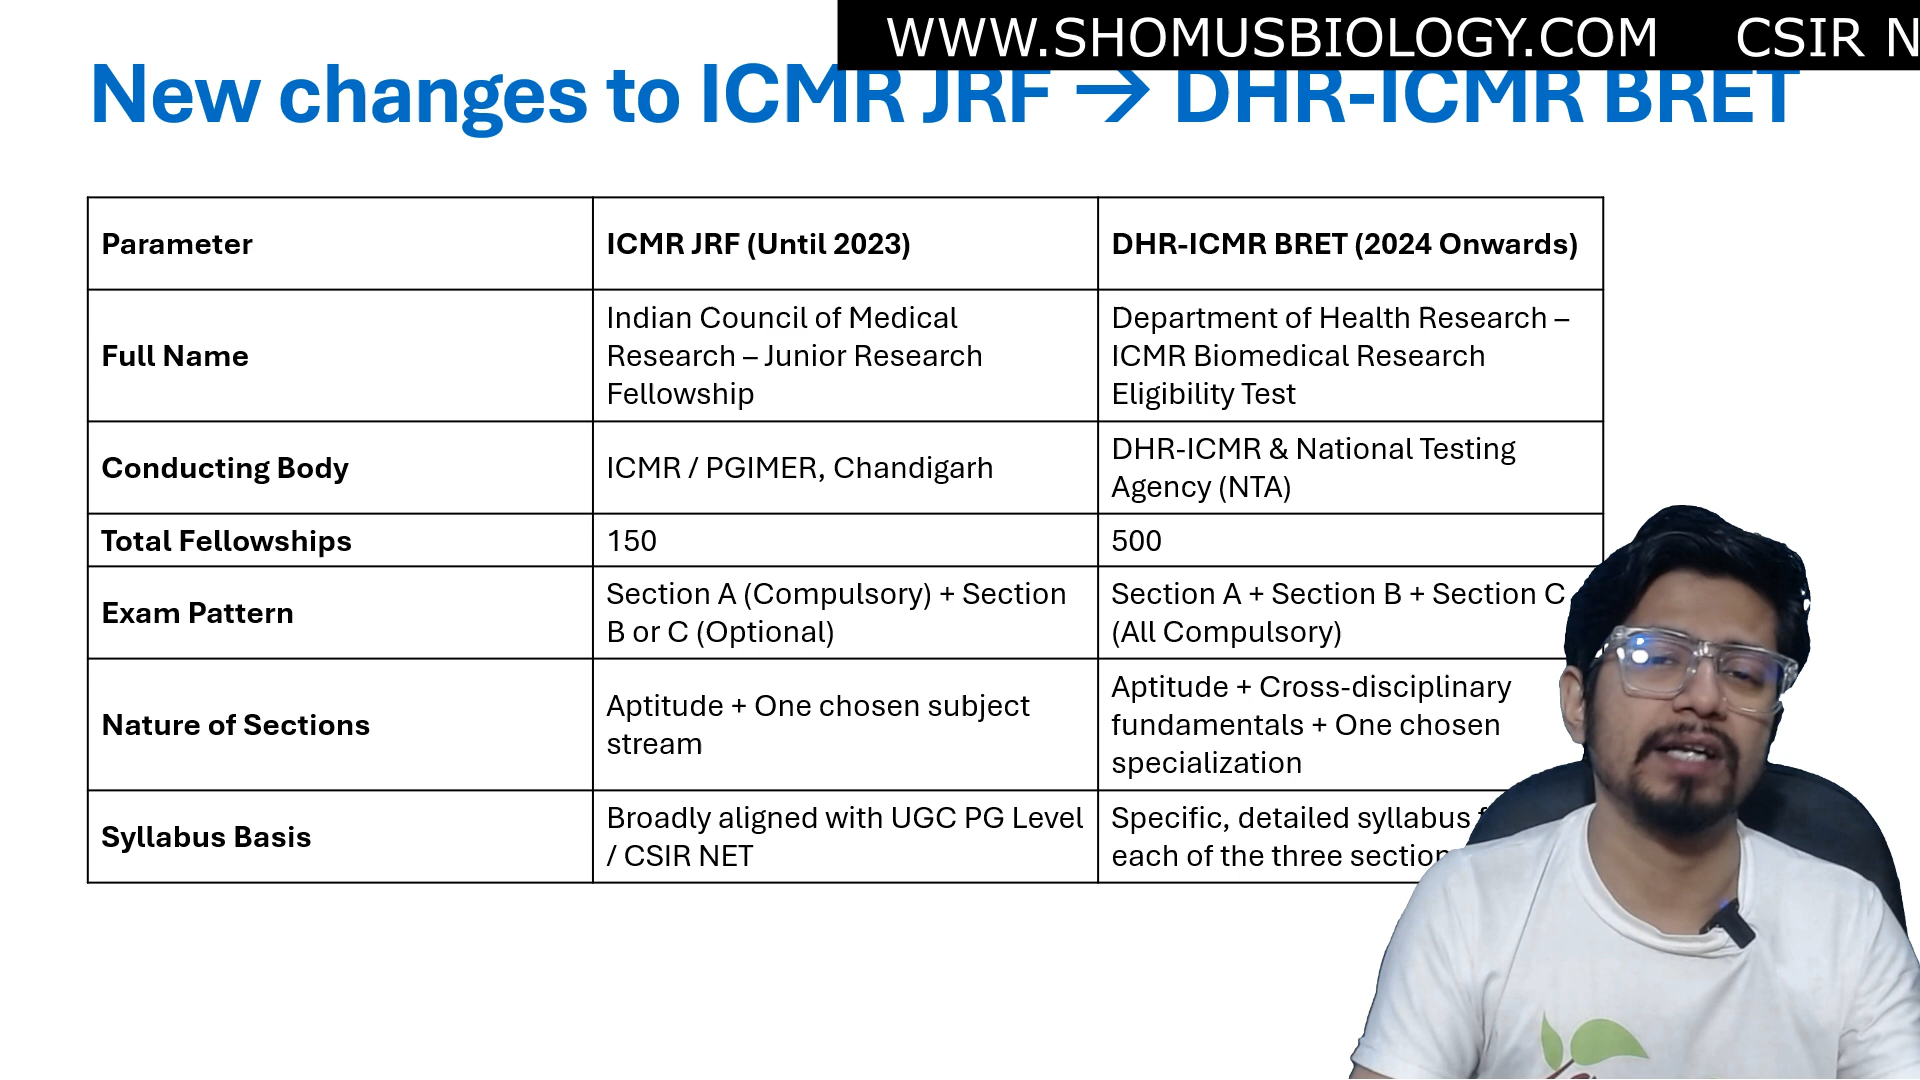 WWW.SHOMUSBIOLOGY.COM CSIR
New changes to ICMR JRF → DHR-ICMR BRET
Parameter
ICMR JRF (Until 2023)
DHR-ICMR BRET (2024 Onwards)
Full Name
Indian Council of Medical
Research – Junior Research
Fellowship
Department of Health Research –
ICMR Biomedical Research
Eligibility Test
Conducting Body
ICMR / PGIMER, Chandigarh
DHR-ICMR & National Testing
Agency (NTA)
Total Fellowships
150
500
Exam Pattern
Section A (Compulsory) + Section
B or C (Optional)
Section A + Section B + Section C
(All Compulsory)
Nature of Sections
Aptitude + One chosen subject
stream
Aptitude + Cross-disciplinary
fundamentals + One chosen
specialization
Syllabus Basis
Broadly aligned with UGC PG Level
/ CSIR NET
Specific, detailed syllabus
each of the three